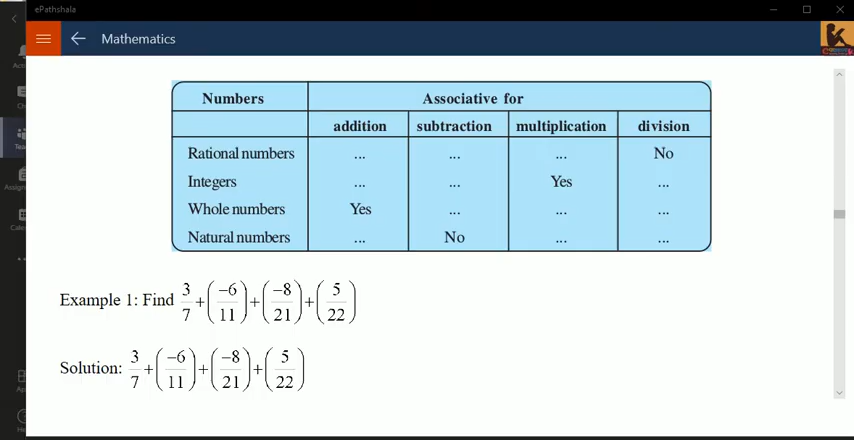 ePathshala
Mathematics
Numbers Associative for
addition subtraction multiplication division
Rational numbers ... ... ... No
Integers ... ... Yes ...
Whole numbers Yes ... ... ...
Natural numbers ... No ... ...
Example 1: Find 3/7 + (-6/11) + (-8/21) + (5/22)
Solution: 3/7 + (-6/11) + (-8/21) + (5/22)